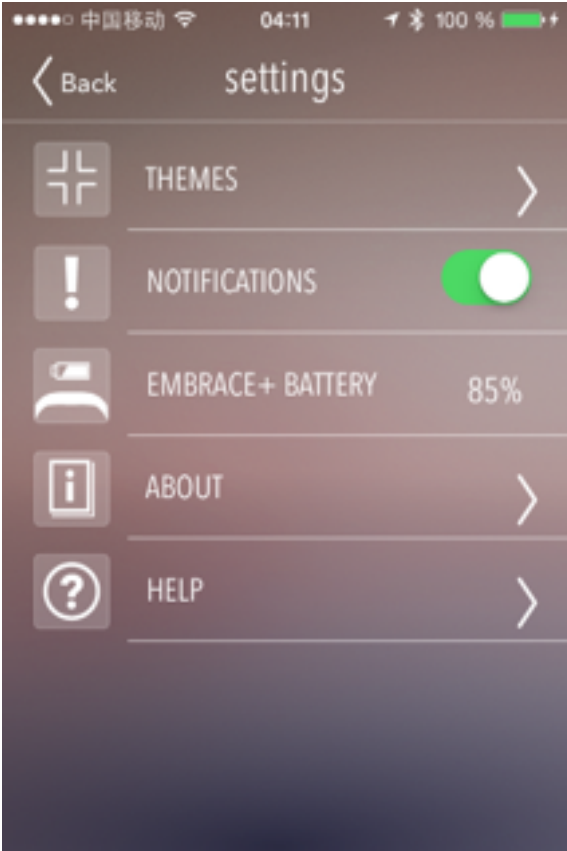 中国移动 04:11 100 %
Back settings
THEMES
NOTIFICATIONS
EMBRACE+ BATTERY 85%
ABOUT
HELP